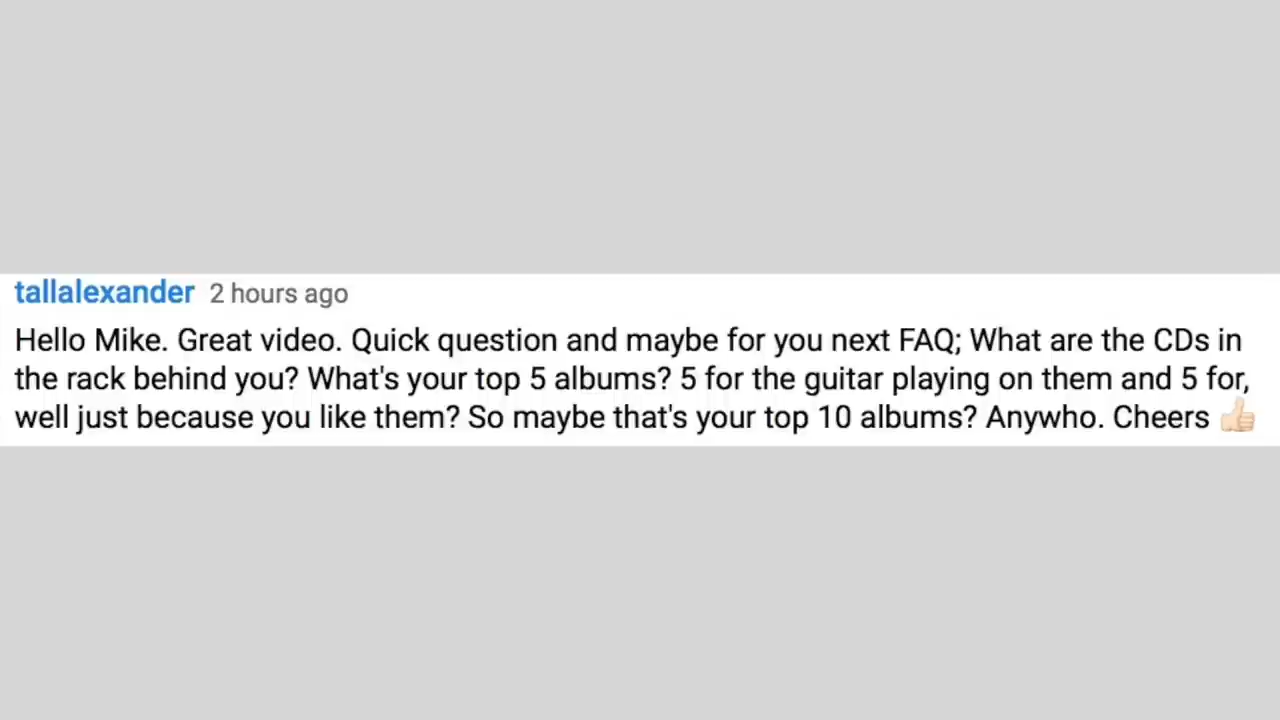 tallalexander 2 hours ago
Hello Mike. Great video. Quick question and maybe for you next FAQ; What are the CDs in
the rack behind you? What's your top 5 albums? 5 for the guitar playing on them and 5 for,
well just because you like them? So maybe that's your top 10 albums? Anywho. Cheers 👍🏻